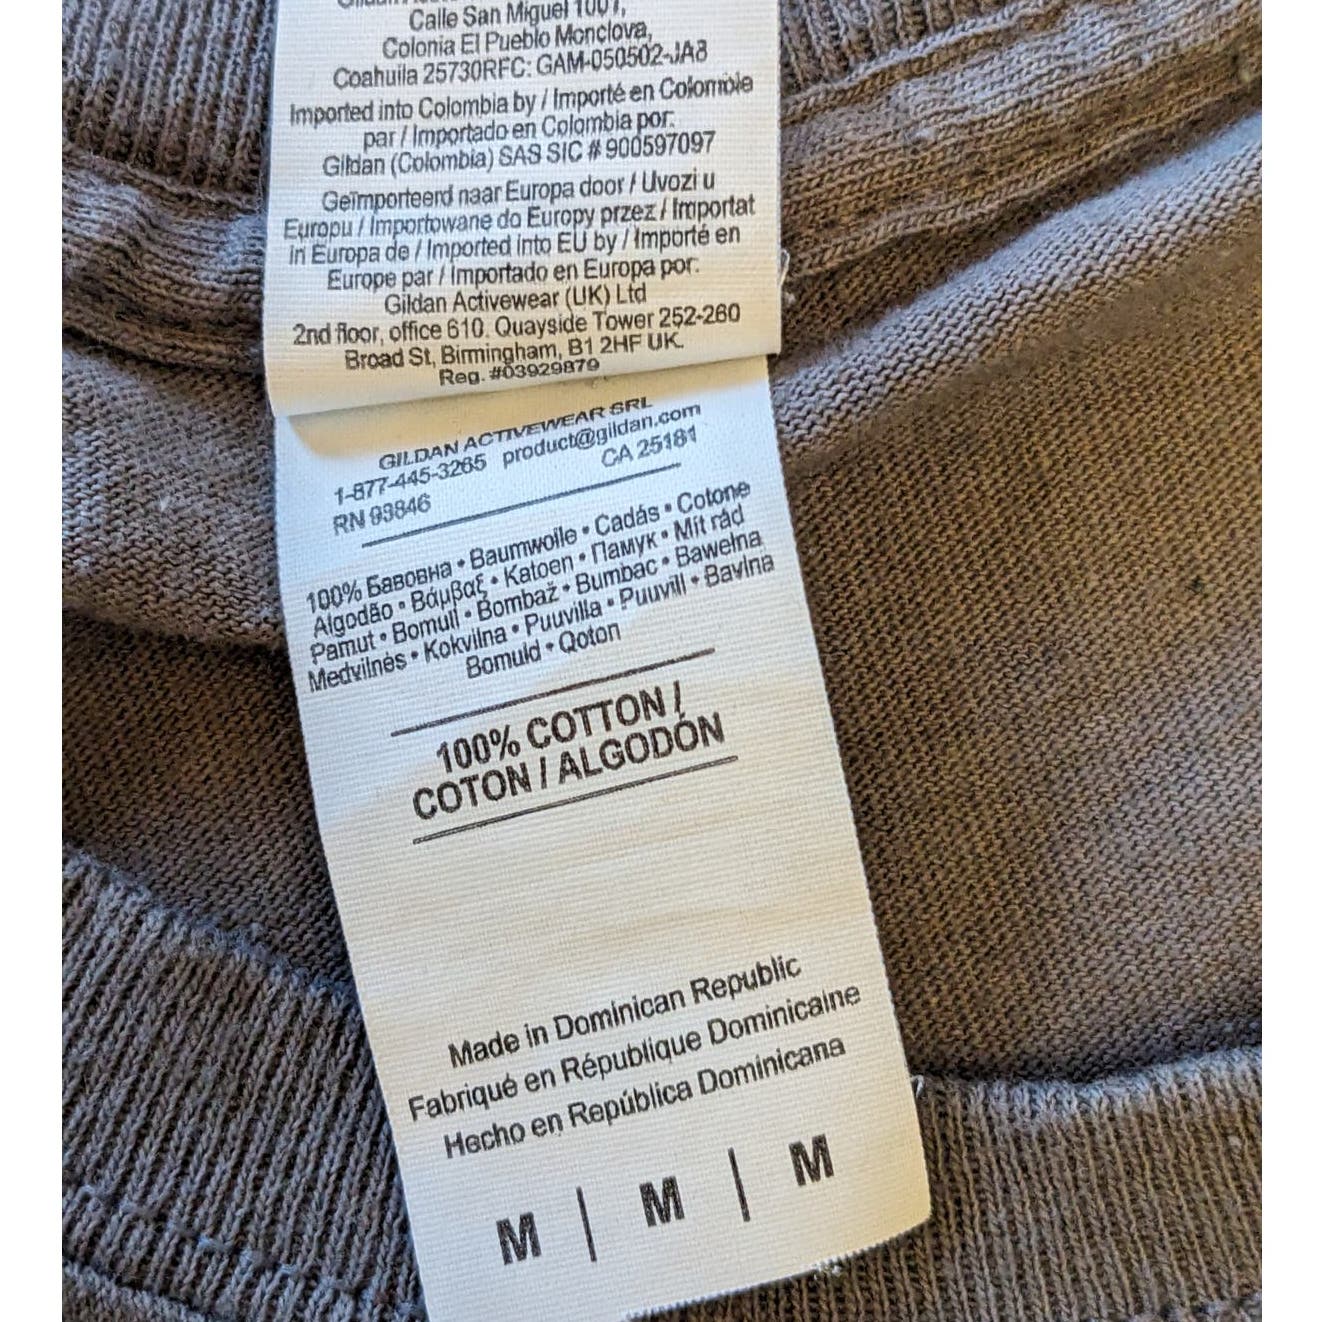 Calle San Miguel 1001,
Colonia El Pueblo Monclova,
Coahuila 25730RFC: GAM-050502-JA8
Imported into Colombia by / Importé en Colombie
par / Importado en Colombia por:
Gildan (Colombia) SAS SIC # 900597097
Geïmporteerd naar Europa door / Uvozi u
Europu / Importowane do Europy przez / Importat
in Europa de / Imported into EU by / Importé en
Europe par / Importado en Europa por:
Gildan Activewear (UK) Ltd
2nd floor, office 610. Quayside Tower 252-260
Broad St, Birmingham, B1 2HF UK.
Reg. #03929879
GILDAN ACTIVEWEAR SRL
1-877-445-3265 product@gildan.com
RN 93846 CA 25181
100% Бавовна • Baumwolle • Cadás • Cotone
Algodão • Βάμβαξ • Katoen • Памук • Mit rád
Pamut • Bomull • Bombaž • Bumbac • Bawełna
Medvilnės • Kokvilna • Puuvilla • Puuvill • Bavlna
Bomuld • Qoton
100% COTTON /
COTON / ALGODÓN
Made in Dominican Republic
Fabriqué en République Dominicaine
Hecho en República Dominicana
M | M | M